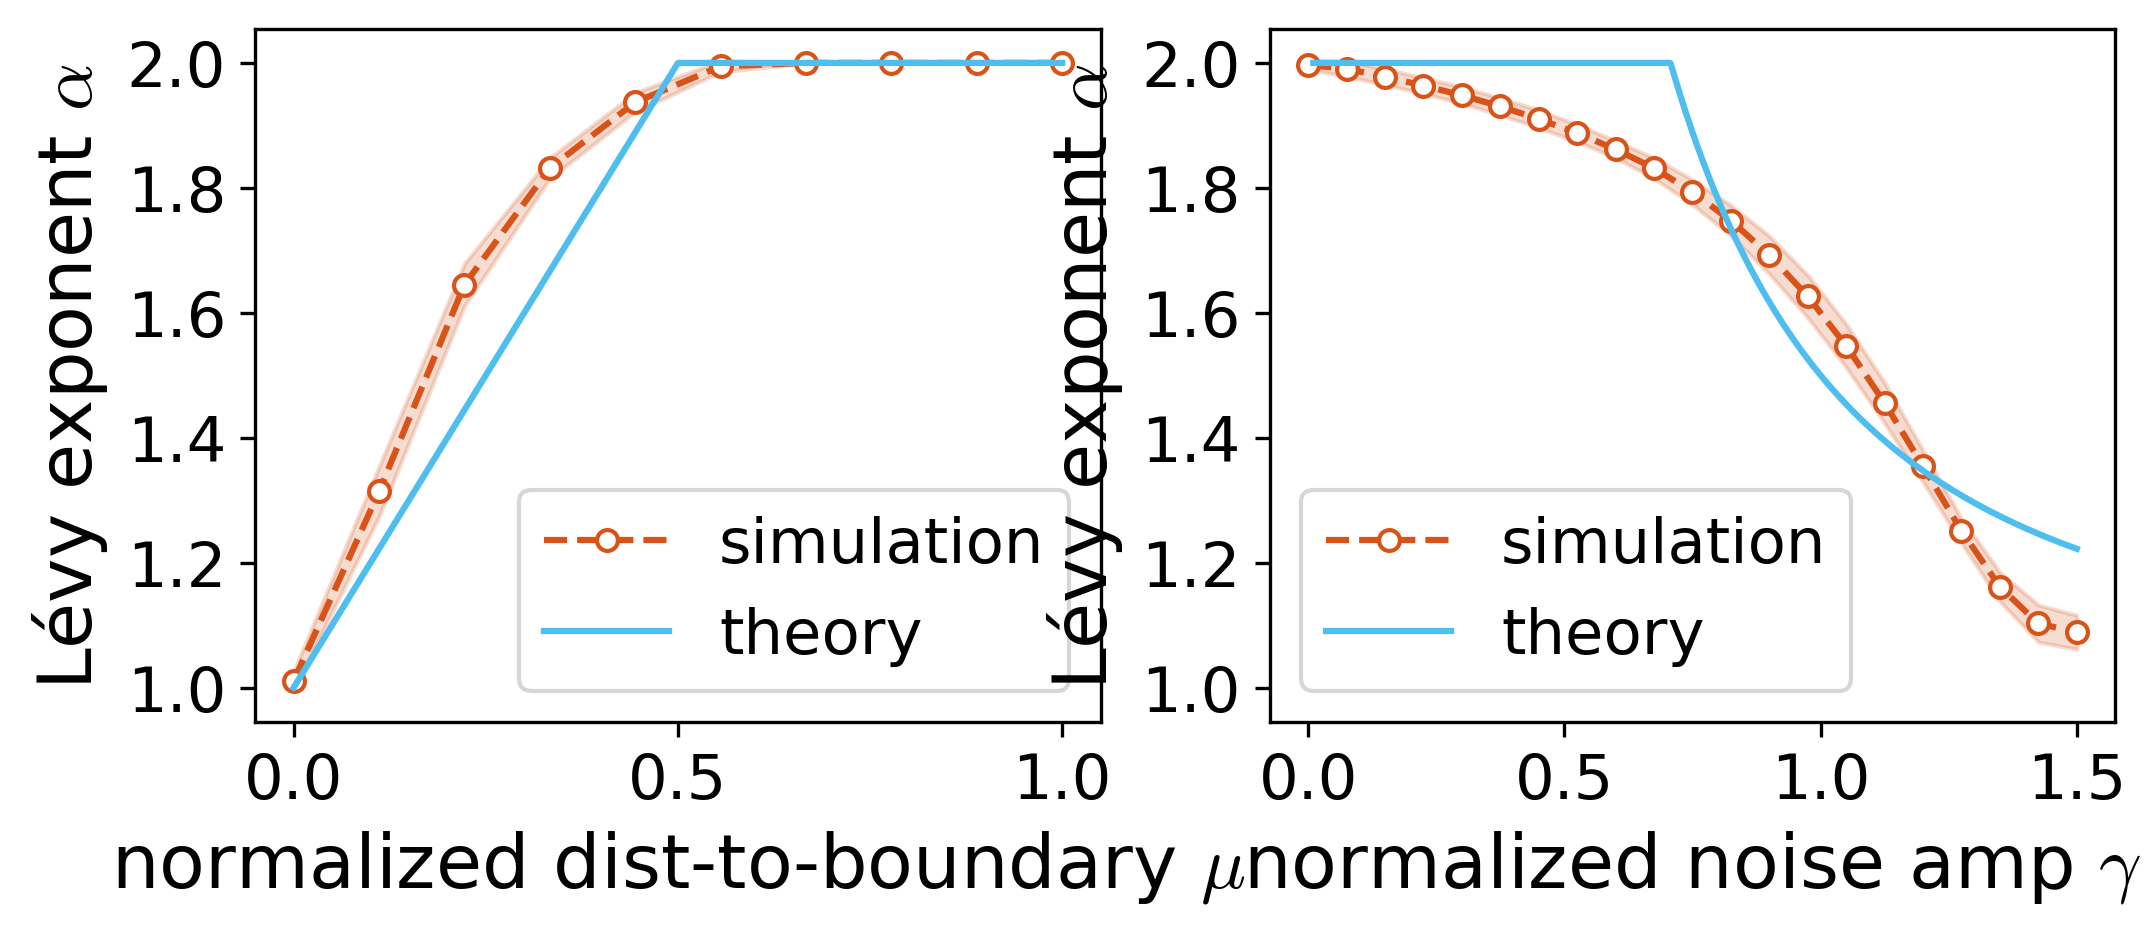 Lévy exponent α
2.0
1.8
1.6
1.4
1.2
1.0
simulation
theory
0.0
0.5
1.0
normalized dist-to-boundary μ
Lévy exponent α
2.0
1.8
1.6
1.4
1.2
1.0
simulation
theory
0.0
0.5
1.0
1.5
normalized noise amp γ